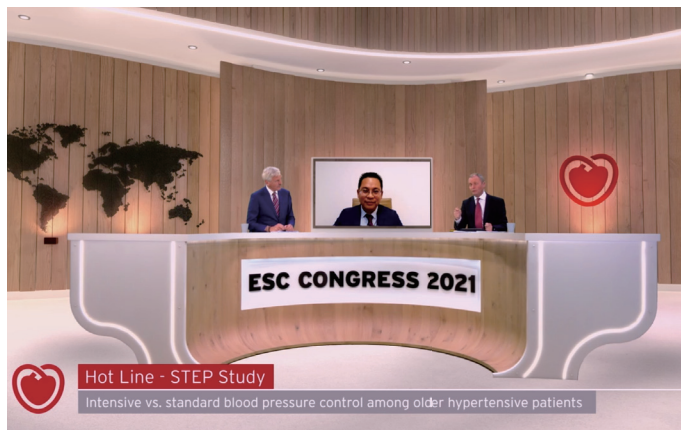 ESC CONGRESS 2021
Hot Line - STEP Study
Intensive vs. standard blood pressure control among older hypertensive patients